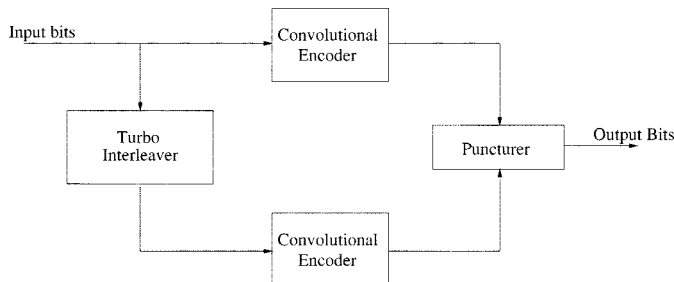 Input bits
Convolutional
Encoder
Turbo
Interleaver
Puncturer
Output Bits
Convolutional
Encoder